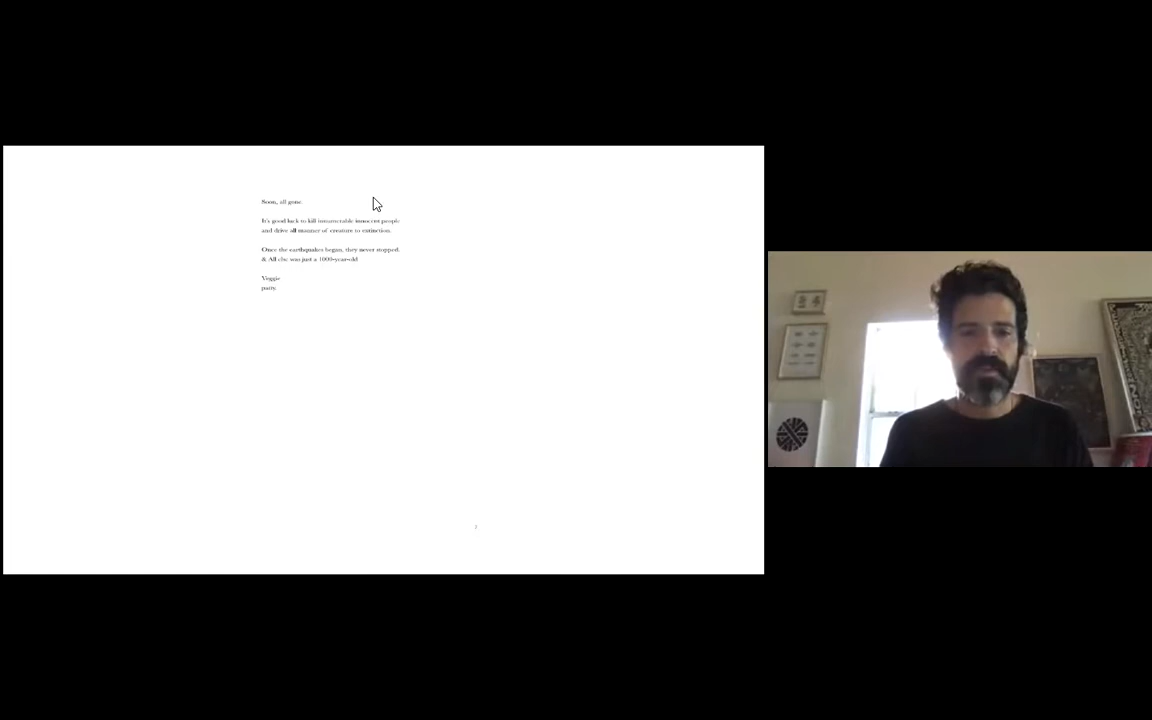 Soon, all gone.
It's good luck to kill innumerable innocent people
and drive all manner of creature to extinction.
Once the earthquakes began, they never stopped.
& All else was just a 1000-year-old
Veggie
patty.